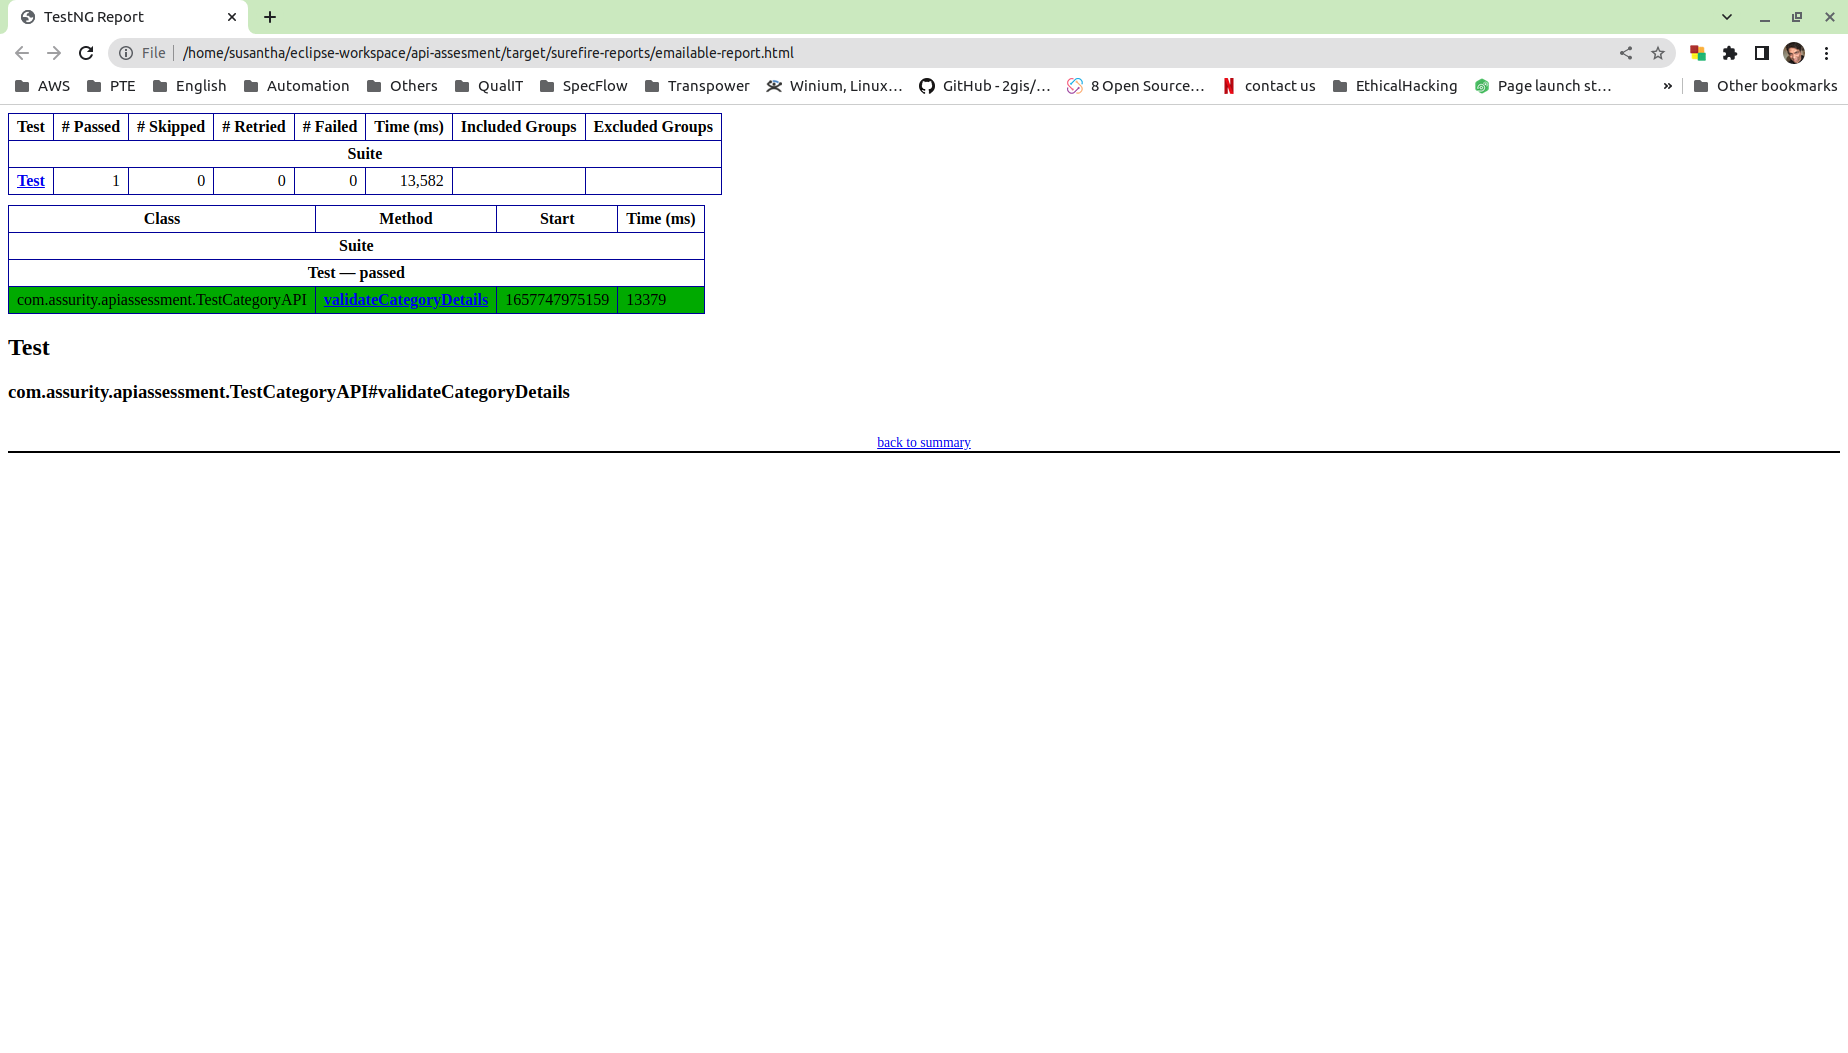 TestNG Report
File /home/susantha/eclipse-workspace/api-assesment/target/surefire-reports/emailable-report.html
AWS PTE English Automation Others QualIT SpecFlow Transpower Winium, Linux... GitHub - 2gis/... 8 Open Source... contact us EthicalHacking Page launch st... » Other bookmarks
Test # Passed # Skipped # Retried # Failed Time (ms) Included Groups Excluded Groups
Suite
Test 1 0 0 0 13,582
Class Method Start Time (ms)
Suite
Test — passed
com.assurity.apiassessment.TestCategoryAPI validateCategoryDetails 1657747975159 13379
Test
com.assurity.apiassessment.TestCategoryAPI#validateCategoryDetails
back to summary